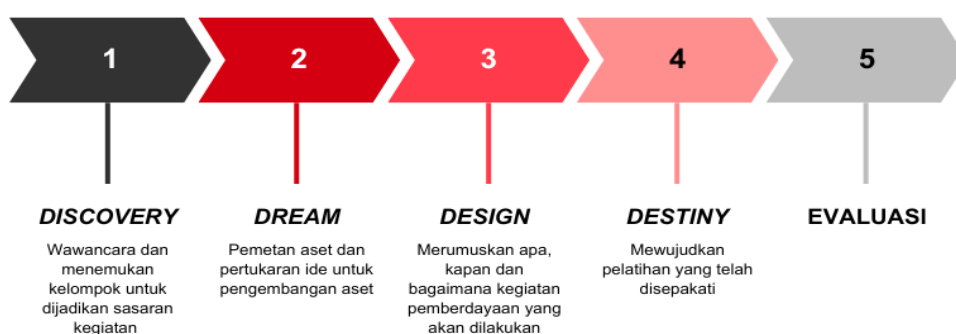 1
2
3
4
5
DISCOVERY
Wawancara dan
menemukan
kelompok untuk
dijadikan sasaran
kegiatan
DREAM
Pemetan aset dan
pertukaran ide untuk
pengembangan aset
DESIGN
Merumuskan apa,
kapan dan
bagaimana kegiatan
pemberdayaan yang
akan dilakukan
DESTINY
Mewujudkan
pelatihan yang telah
disepakati
EVALUASI